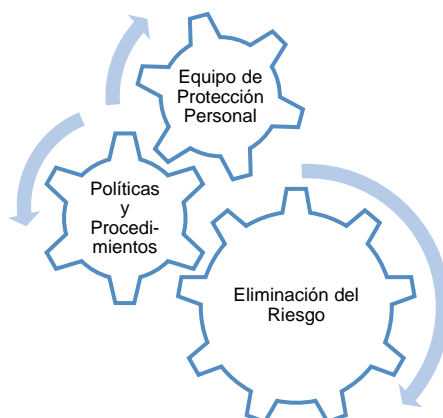 Equipo de
Protección
Personal
Políticas
y
Procedi-
mientos
Eliminación del
Riesgo